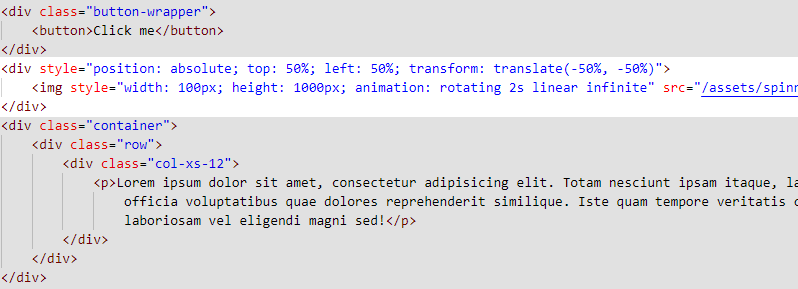 <div class="button-wrapper">
<button>Click me</button>
</div>
<div style="position: absolute; top: 50%; left: 50%; transform: translate(-50%, -50%)">
<img style="width: 100px; height: 1000px; animation: rotating 2s linear infinite" src="/assets/spinn
</div>
<div class="container">
<div class="row">
<div class="col-xs-12">
<p>Lorem ipsum dolor sit amet, consectetur adipisicing elit. Totam nesciunt ipsam itaque, la
officia voluptatibus quae dolores reprehenderit similique. Iste quam tempore veritatis
laboriosam vel eligendi magni sed!</p>
</div>
</div>
</div>